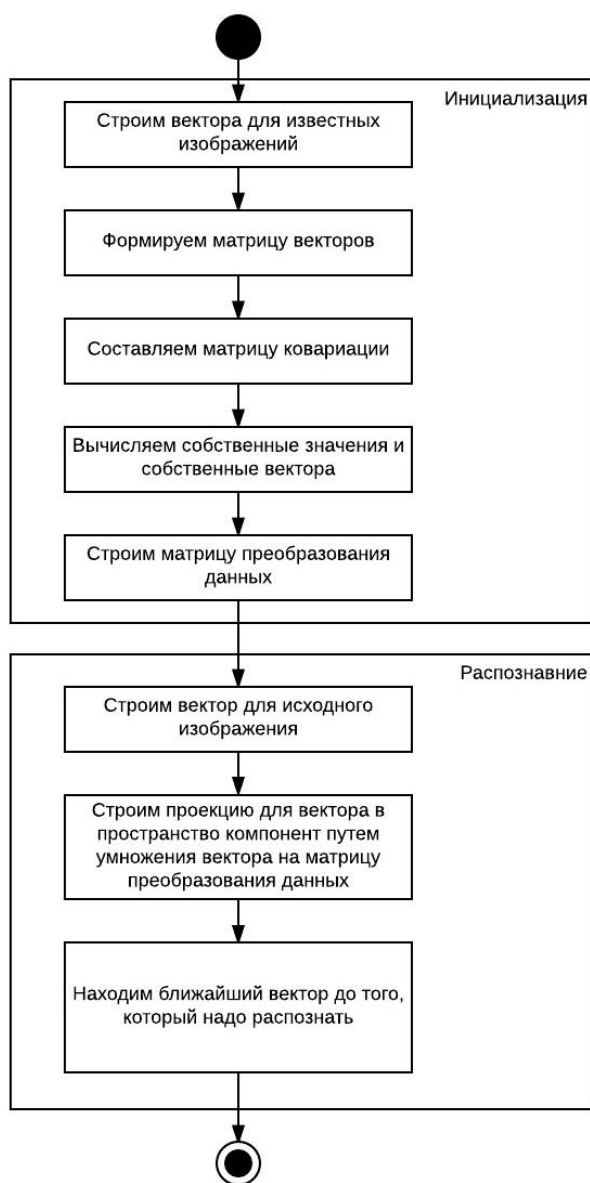 Инициализация
Строим вектора для известных
изображений
Формируем матрицу векторов
Составляем матрицу ковариации
Вычисляем собственные значения и
собственные вектора
Строим матрицу преобразования
данных
Распознавние
Строим вектор для исходного
изображения
Строим проекцию для вектора в
пространство компонент путем
умножения вектора на матрицу
преобразования данных
Находим ближайший вектор до того,
который надо распознать